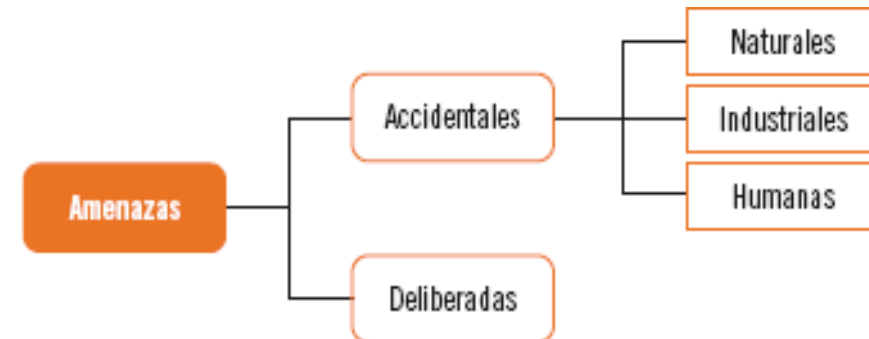 Amenazas
Accidentales
Naturales
Industriales
Humanas
Deliberadas